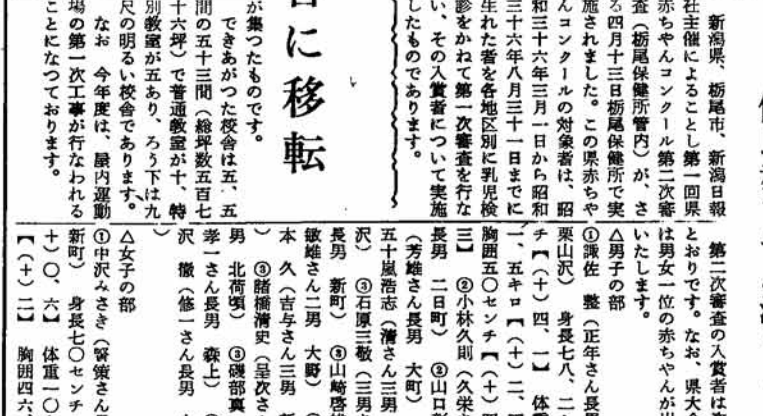 新潟県、栃尾市、新潟日報
社主催によることし第一回県
赤ちやんコンクール第二次審
査（栃尾保健所管内）が、さ
る四月十三日栃尾保健所で実
施されました。この県赤ちや
んコンクールの対象者は、昭
和三十六年三月一日から昭和
三十六年八月三十一日までに
生れた者を各地区別に乳児検
診をかねて第一次審査を行な
い、その入賞者について実施
したものであります。
に移転
が集つたものです。
できあがつた校舎は五、五
間の五十三間（総坪数五百七
十六坪）で普通教室が十、特
別教室が五あり、ろう下は九
尺の明るい校舎であります。
なお　今年度は、屋内運動
場の第一次工事が行なわれる
ことになつております。
第二次審査の入賞者は
とおりです。なお、県大会
は男女一位の赤ちやんが
いたします。
△男子の部
①諏佐　整（正年さん長
栗山沢）　身長七八、二
チ【（十）四、一】　体重
一、五キロ【（十）二、
胸囲五〇センチ【（十）
三】　②小林久則（久栄
長男　二日町）　②山口
（芳雄さん長男　大町）
五十嵐浩志（清さん三男
沢）　③石原三敬（三男
長男　新町）　③山崎啓
敏雄さん二男　大野）
本　久（吉与さん三男
）　③諸橋清史（呈次さ
男　北荷頃）　③磯部真
孝一さん長男　森上）
沢　徹（修一さん長男
）
△女子の部
①中沢みさき（賢策さん
新町）　身長七〇センチ
十）〇、六】　体重一〇
【（十）二】　胸囲四六